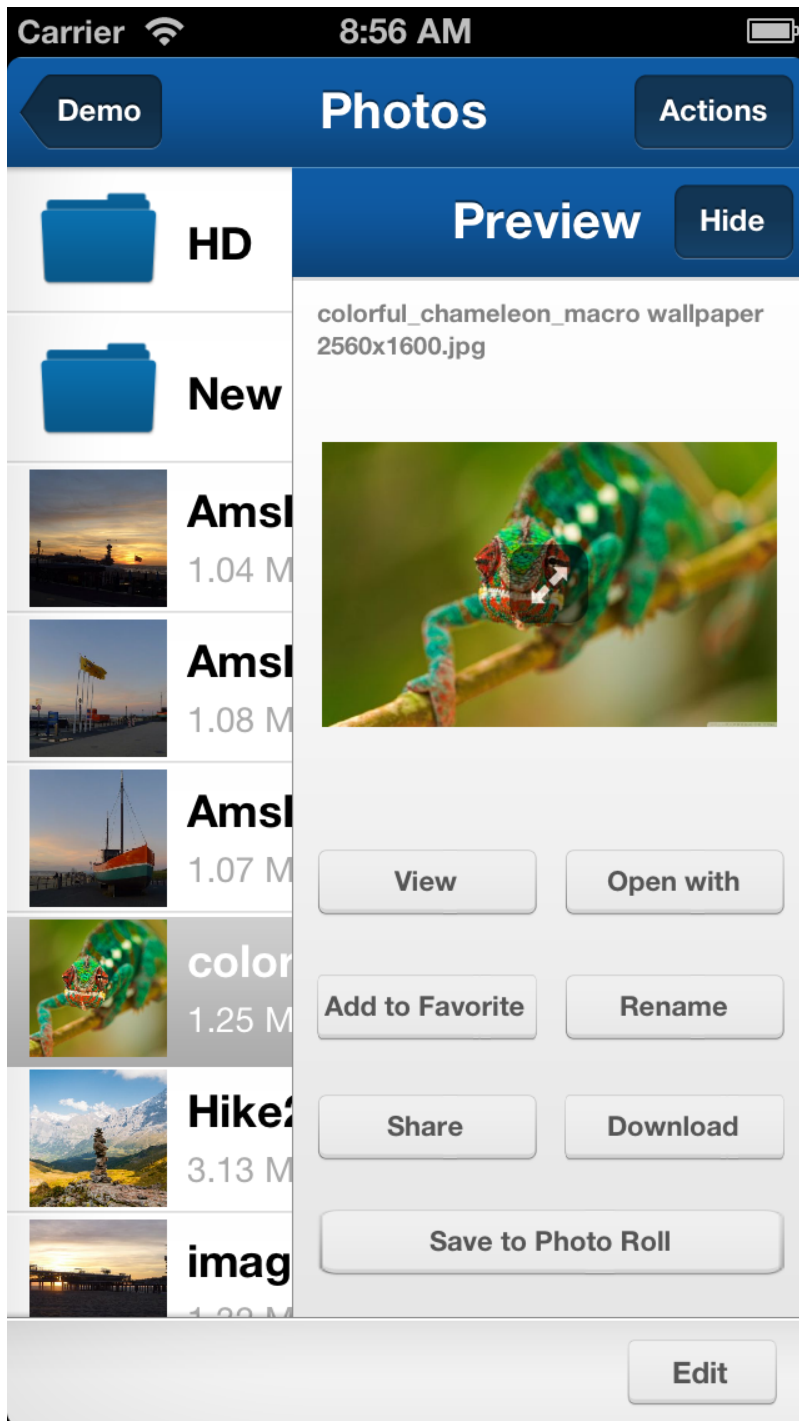 Carrier 8:56 AM
Demo Photos Actions
Preview Hide
HD
New
colorful_chameleon_macro wallpaper
2560x1600.jpg
Amsl
1.04 M
Amsl
1.08 M
Amsl
1.07 M
color
1.25 M
Hike2
3.13 M
imag
View Open with
Add to Favorite Rename
Share Download
Save to Photo Roll
Edit